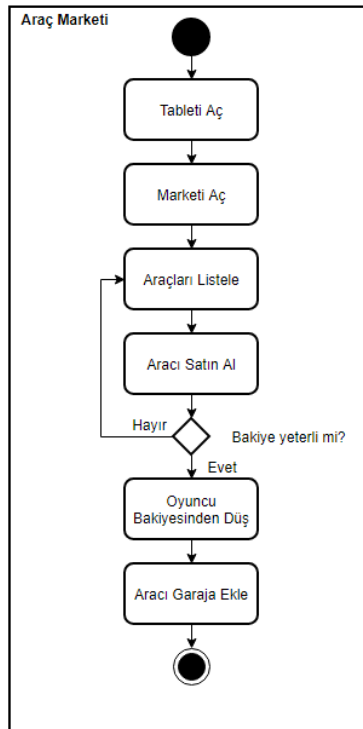 Araç Marketi
Tableti Aç
Marketi Aç
Araçları Listele
Aracı Satın Al
Hayır
Bakiye yeterli mi?
Evet
Oyuncu
Bakiyesinden Düş
Aracı Garaja Ekle